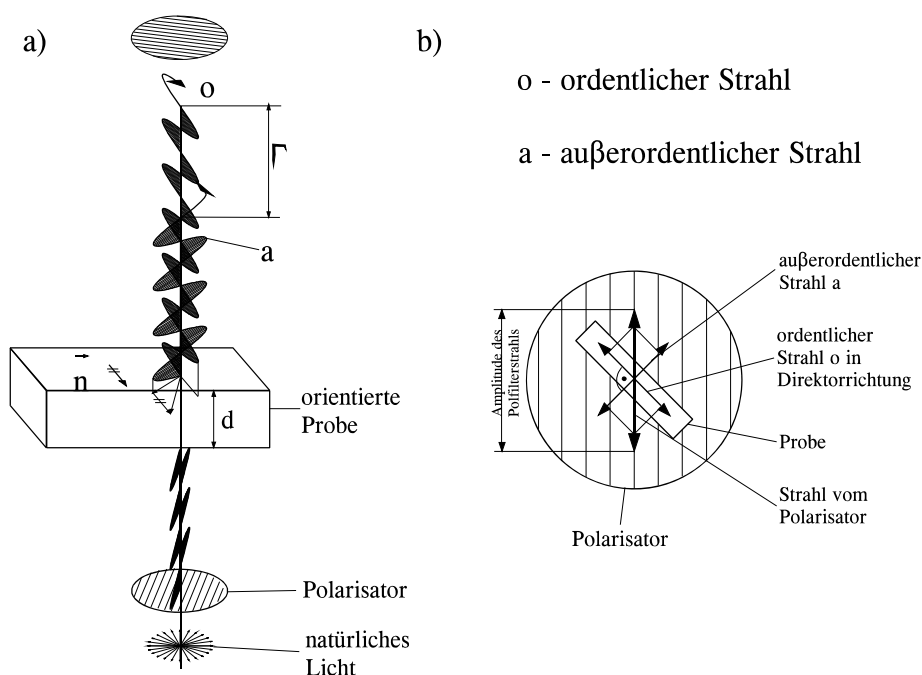 a)
o
Γ
a
n
d
orientierte
Probe
Polarisator
natürliches
Licht
b)
o - ordentlicher Strahl
a - außerordentlicher Strahl
außerordentlicher
Strahl a
ordentlicher
Strahl o in
Direktorrichtung
Probe
Strahl vom
Polarisator
Polarisator
Amplitude des
Polfilterstrahls